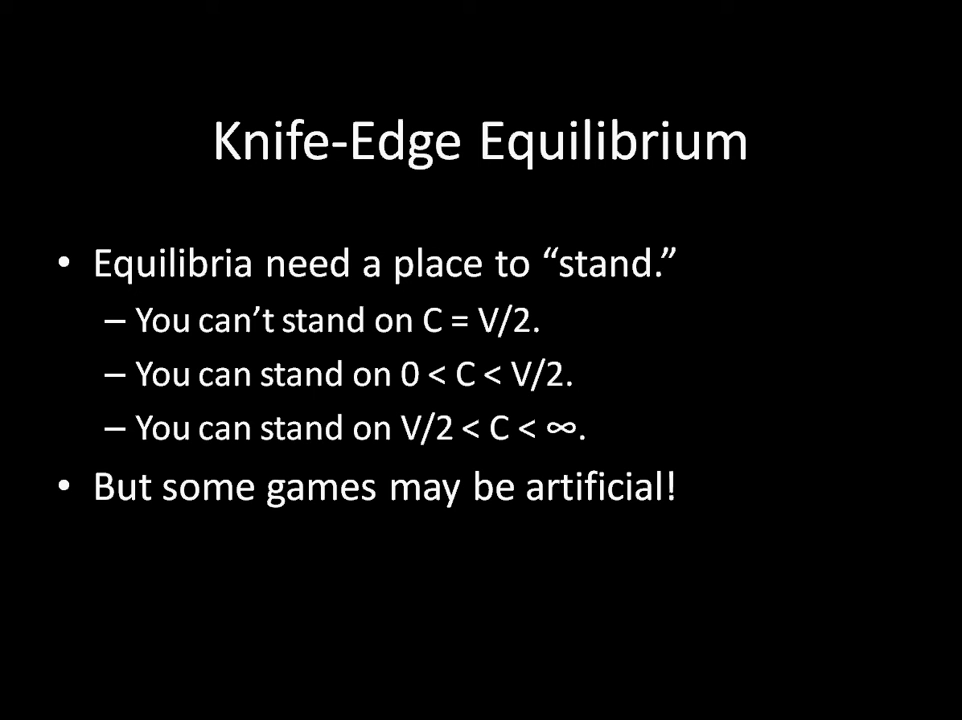 Knife-Edge Equilibrium
• Equilibria need a place to “stand.”
– You can’t stand on C = V/2.
– You can stand on 0 < C < V/2.
– You can stand on V/2 < C < ∞.
• But some games may be artificial!